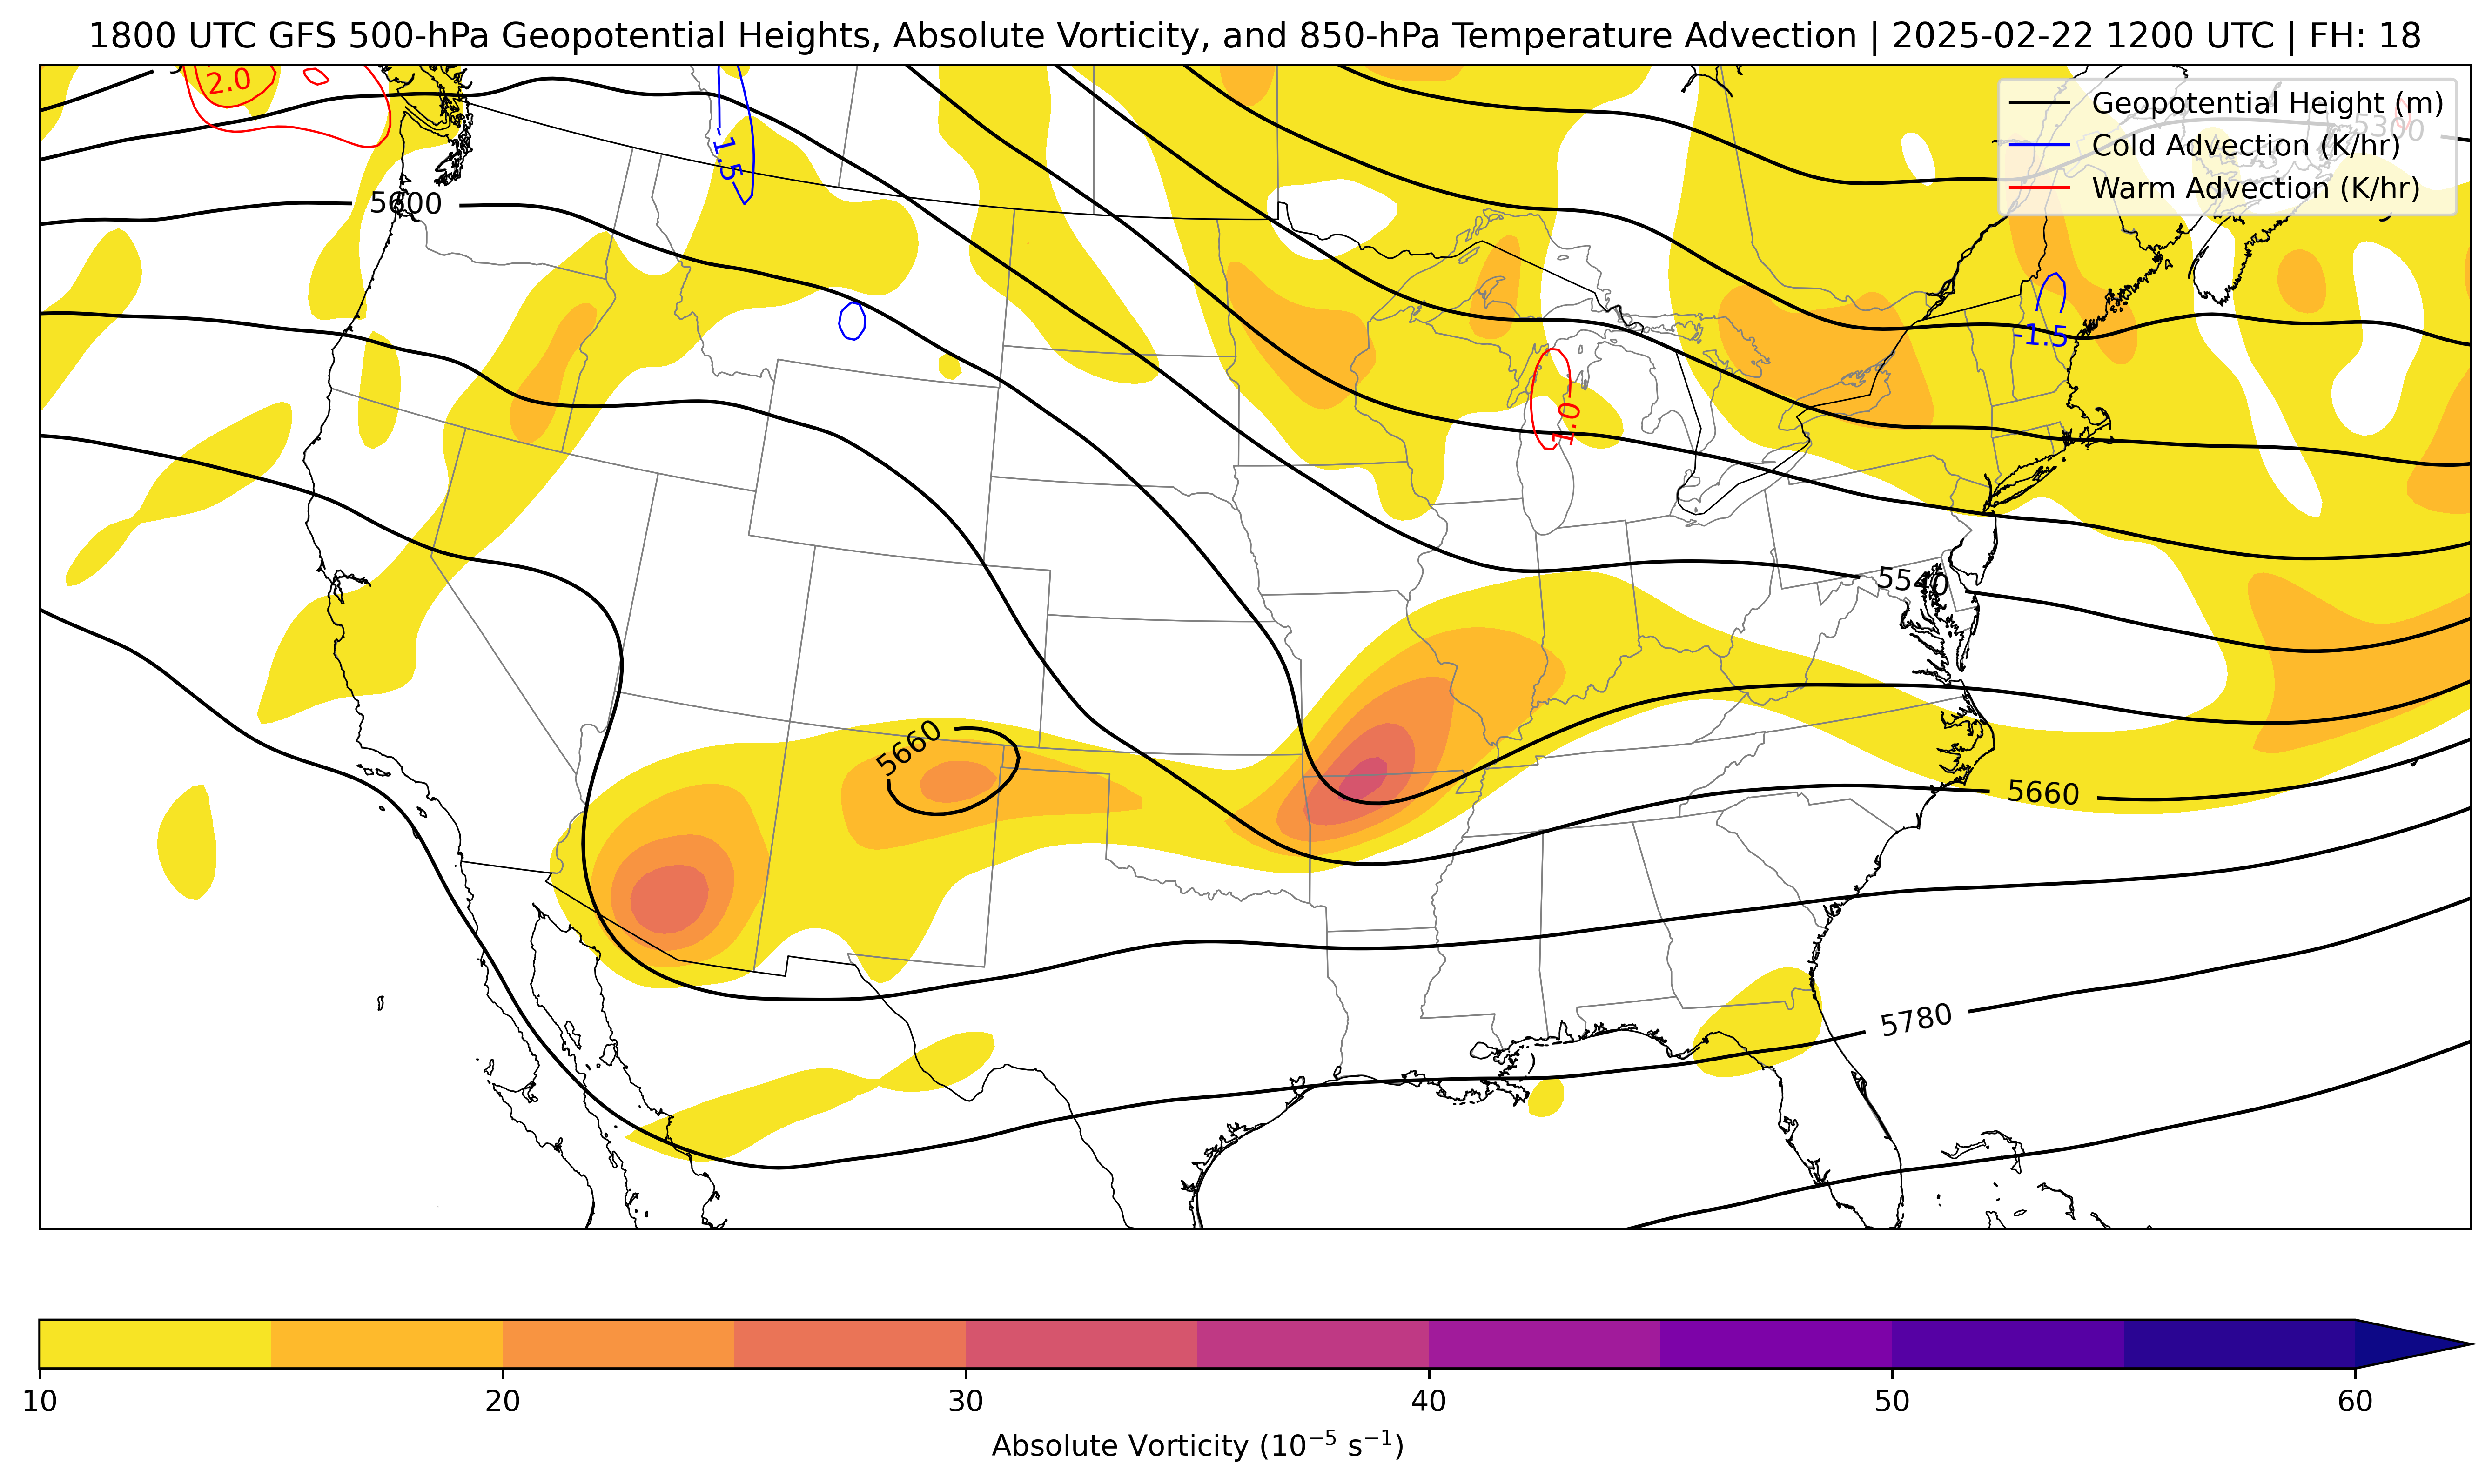 1800 UTC GFS 500-hPa Geopotential Heights, Absolute Vorticity, and 850-hPa Temperature Advection | 2025-02-22 1200 UTC | FH: 18
2.0
Geopotential Height (m)
5300
Cold Advection (K/hr)
-1.5
Warm Advection (K/hr)
5600
-1.5
1.0
5540
5660
5660
5780
10 20 30 40 50 60
Absolute Vorticity (10⁻⁵ s⁻¹)